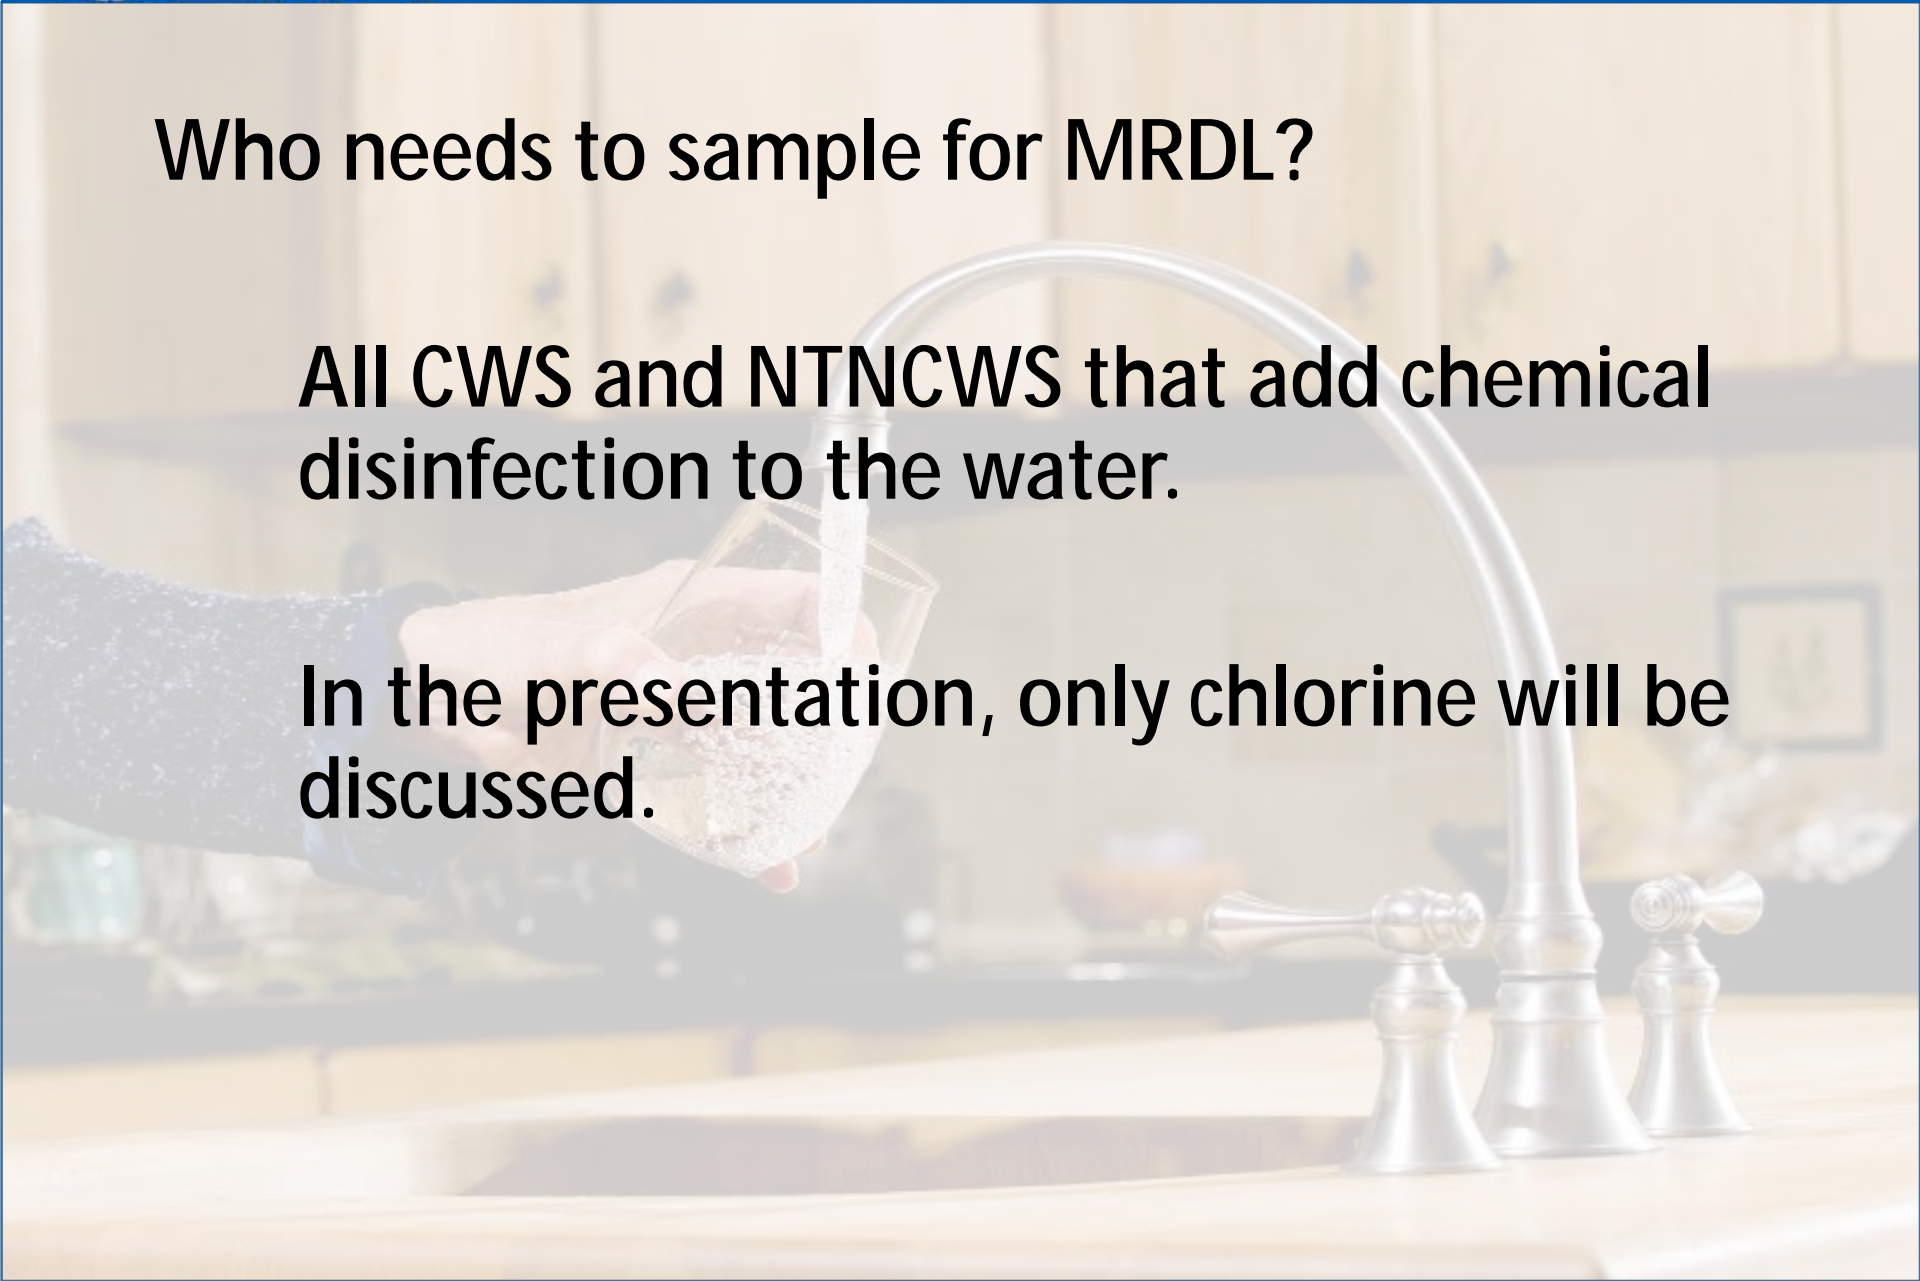 Who needs to sample for MRDL?
All CWS and NTNCWS that add chemical
disinfection to the water.
In the presentation, only chlorine will be
discussed.